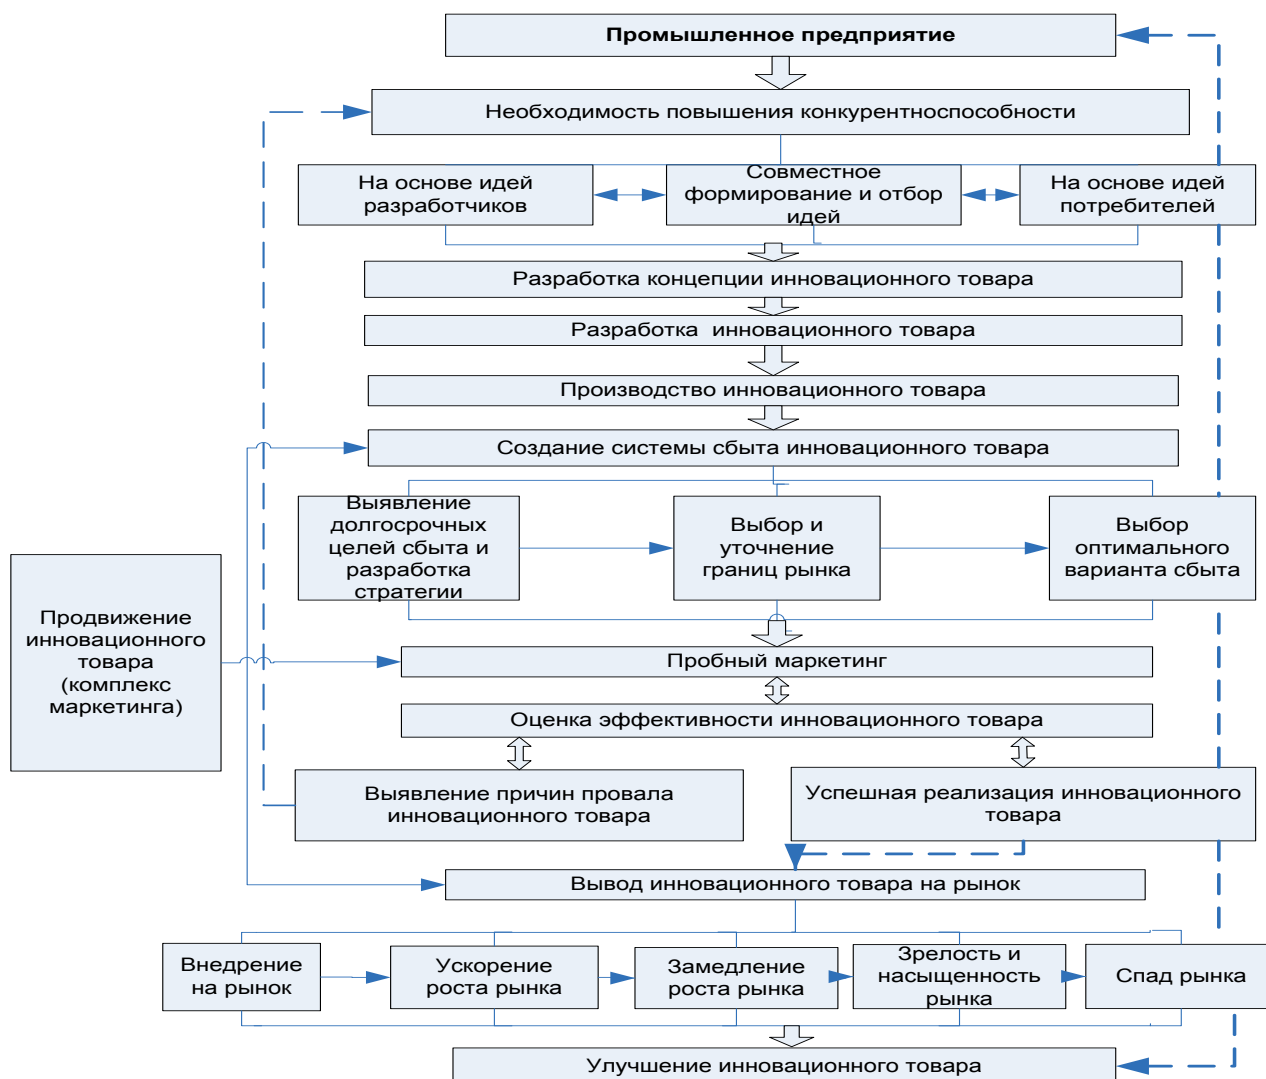 Промышленное предприятие
Необходимость повышения конкурентноспособности
На основе идей
разработчиков
Совместное
формирование и отбор
идей
На основе идей
потребителей
Разработка концепции инновационного товара
Разработка инновационного товара
Производство инновационного товара
Создание системы сбыта инновационного товара
Выявление
долгосрочных
целей сбыта и
разработка
стратегии
Выбор и
уточнение
границ рынка
Выбор
оптимального
варианта сбыта
Продвижение
инновационного
товара
(комплекс
маркетинга)
Пробный маркетинг
Оценка эффективности инновационного товара
Выявление причин провала
инновационного товара
Успешная реализация инновационного
товара
Вывод инновационного товара на рынок
Внедрение
на рынок
Ускорение
роста рынка
Замедление
роста рынка
Зрелость и
насыщенность
рынка
Спад рынка
Улучшение инновационного товара